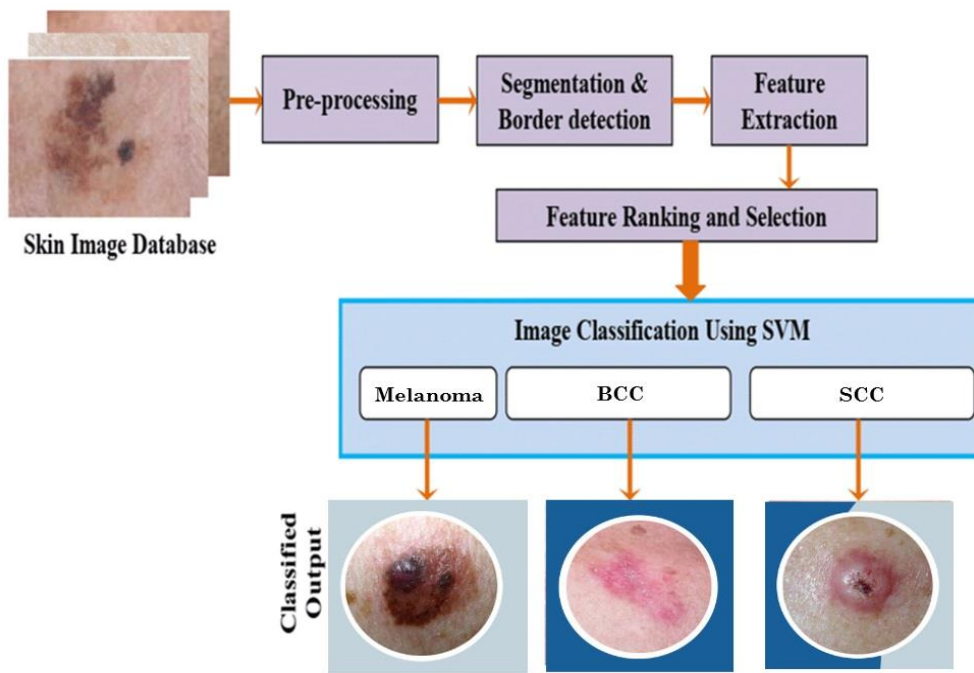 Pre-processing
Segmentation &
Border detection
Feature
Extraction
Skin Image Database
Feature Ranking and Selection
Image Classification Using SVM
Melanoma
BCC
SCC
Classified
Output